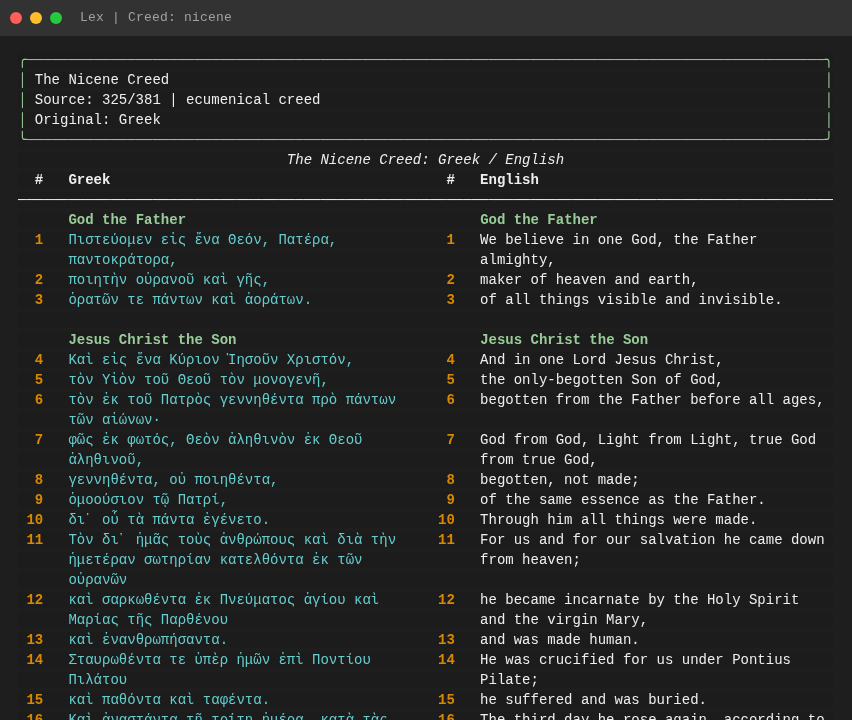 Lex | Creed: nicene
The Nicene Creed
Source: 325/381 | ecumenical creed
Original: Greek
The Nicene Creed: Greek / English
# Greek # English
God the Father God the Father
1 Πιστεύομεν εἰς ἕνα Θεόν, Πατέρα, 1 We believe in one God, the Father
παντοκράτορα, almighty,
2 ποιητὴν οὐρανοῦ καὶ γῆς, 2 maker of heaven and earth,
3 ὁρατῶν τε πάντων καὶ ἀοράτων. 3 of all things visible and invisible.
Jesus Christ the Son Jesus Christ the Son
4 Καὶ εἰς ἕνα Κύριον Ἰησοῦν Χριστόν, 4 And in one Lord Jesus Christ,
5 τὸν Υἱὸν τοῦ Θεοῦ τὸν μονογενῆ, 5 the only-begotten Son of God,
6 τὸν ἐκ τοῦ Πατρὸς γεννηθέντα πρὸ πάντων 6 begotten from the Father before all ages,
τῶν αἰώνων·
7 φῶς ἐκ φωτός, Θεὸν ἀληθινὸν ἐκ Θεοῦ 7 God from God, Light from Light, true God
ἀληθινοῦ, from true God,
8 γεννηθέντα, οὐ ποιηθέντα, 8 begotten, not made;
9 ὁμοούσιον τῷ Πατρί, 9 of the same essence as the Father.
10 δι᾽ οὗ τὰ πάντα ἐγένετο. 10 Through him all things were made.
11 Τὸν δι᾽ ἡμᾶς τοὺς ἀνθρώπους καὶ διὰ τὴν 11 For us and for our salvation he came down
ἡμετέραν σωτηρίαν κατελθόντα ἐκ τῶν from heaven;
οὐρανῶν
12 καὶ σαρκωθέντα ἐκ Πνεύματος ἁγίου καὶ 12 he became incarnate by the Holy Spirit
Μαρίας τῆς Παρθένου and the virgin Mary,
13 καὶ ἐνανθρωπήσαντα. 13 and was made human.
14 Σταυρωθέντα τε ὑπὲρ ἡμῶν ἐπὶ Ποντίου 14 He was crucified for us under Pontius
Πιλάτου Pilate;
15 καὶ παθόντα καὶ ταφέντα. 15 he suffered and was buried.
16 Καὶ ἀναστάντα τῇ τρίτῃ ἡμέρᾳ κατὰ τὰς 16 The third day he rose again, according to